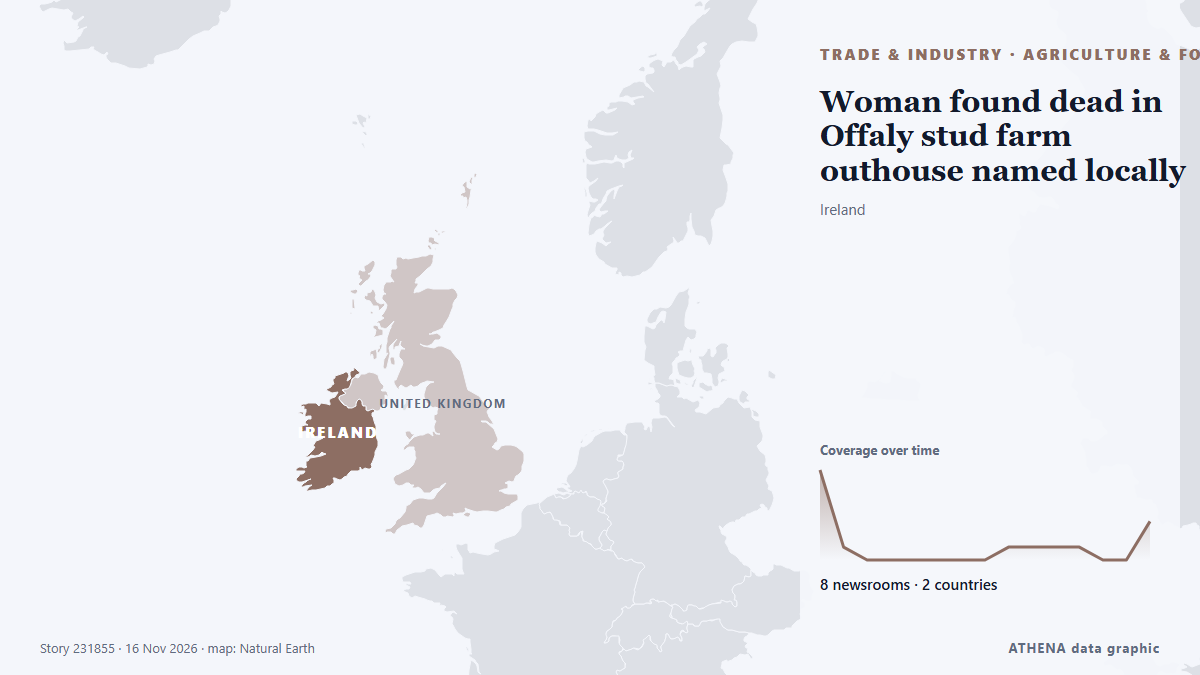 TRADE & INDUSTRY · AGRICULTURE & FO
Woman found dead in
Offaly stud farm
outhouse named locally
Ireland
UNITED KINGDOM
IRELAND
Coverage over time
8 newsrooms · 2 countries
Story 231855 · 16 Nov 2026 · map: Natural Earth
ATHENA data graphic